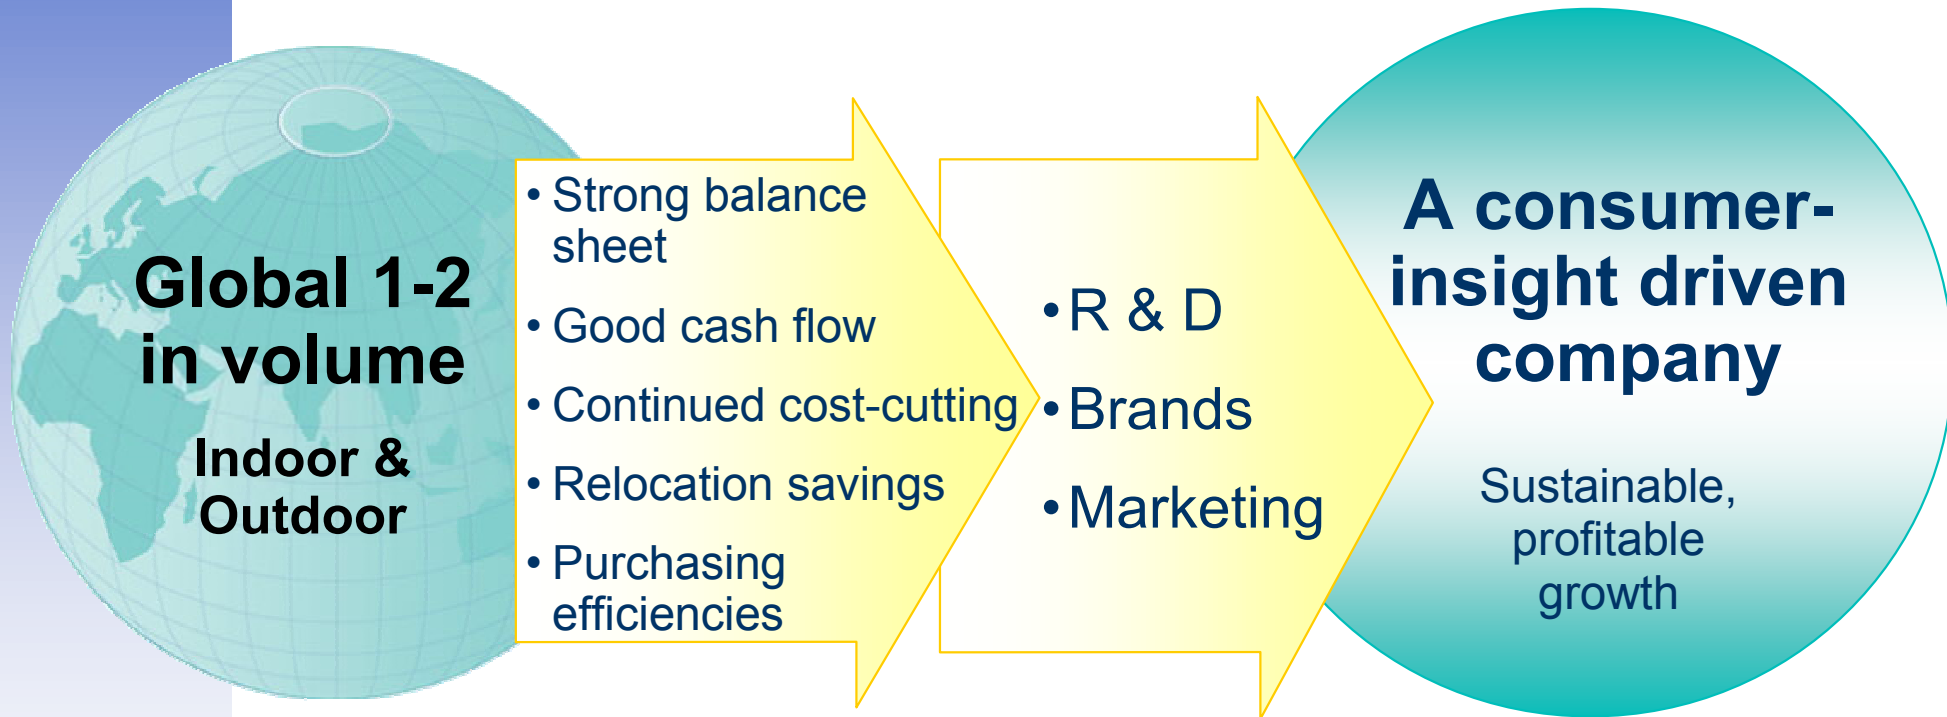 Global 1-2
in volume
Indoor &
Outdoor
• Strong balance
sheet
• Good cash flow
• Continued cost-cutting
• Relocation savings
• Purchasing
efficiencies
• R & D
• Brands
• Marketing
A consumer-
insight driven
company
Sustainable,
profitable
growth